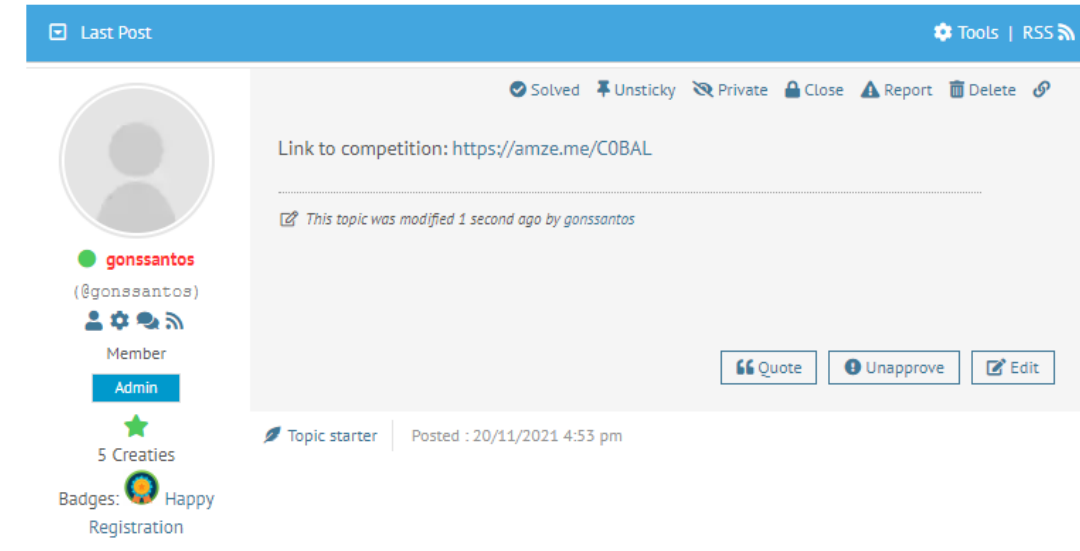 Last Post
Tools | RSS
Solved Unsticky Private Close Report Delete
Link to competition: https://amze.me/C0BAL
This topic was modified 1 second ago by gonssantos
gonssantos
(@gonssantos)
Member
Admin
5 Creaties
Badges: Happy
Registration
Quote Unapprove Edit
Topic starter Posted : 20/11/2021 4:53 pm